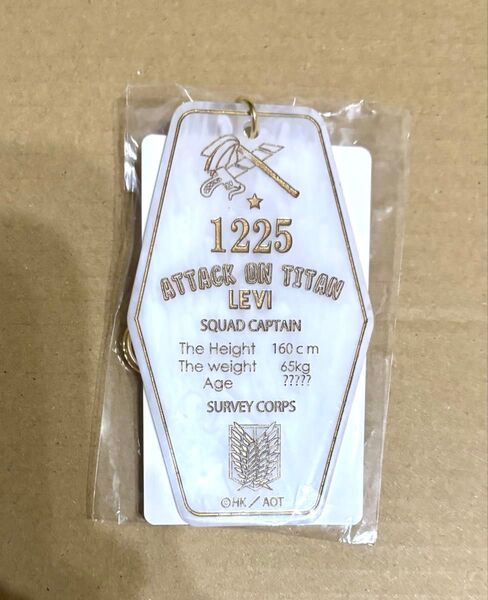 1225
ATTACK ON TITAN
LEVI
SQUAD CAPTAIN
The Height 160cm
The weight 65kg
Age ?????
SURVEY CORPS
©HK/AOT